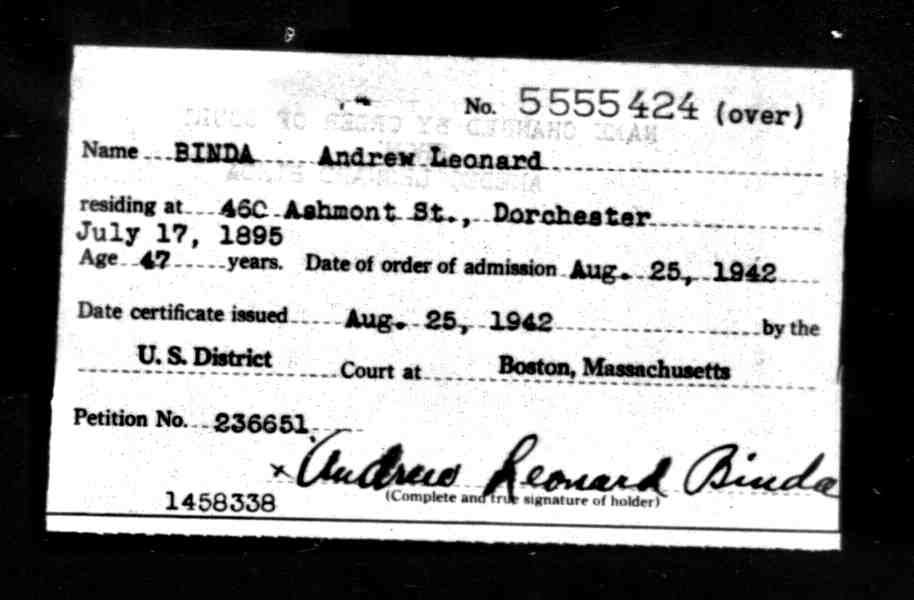 No. 5555424 (over)
Name BINDA Andrew Leonard
residing at 460 Ashmont St., Dorchester
July 17, 1895
Age 47 years. Date of order of admission Aug. 25, 1942
Date certificate issued Aug. 25, 1942 by the
U. S. District Court at Boston, Massachusetts
Petition No. 236651
x Andrew Leonard Binda
(Complete and true signature of holder)
1458338